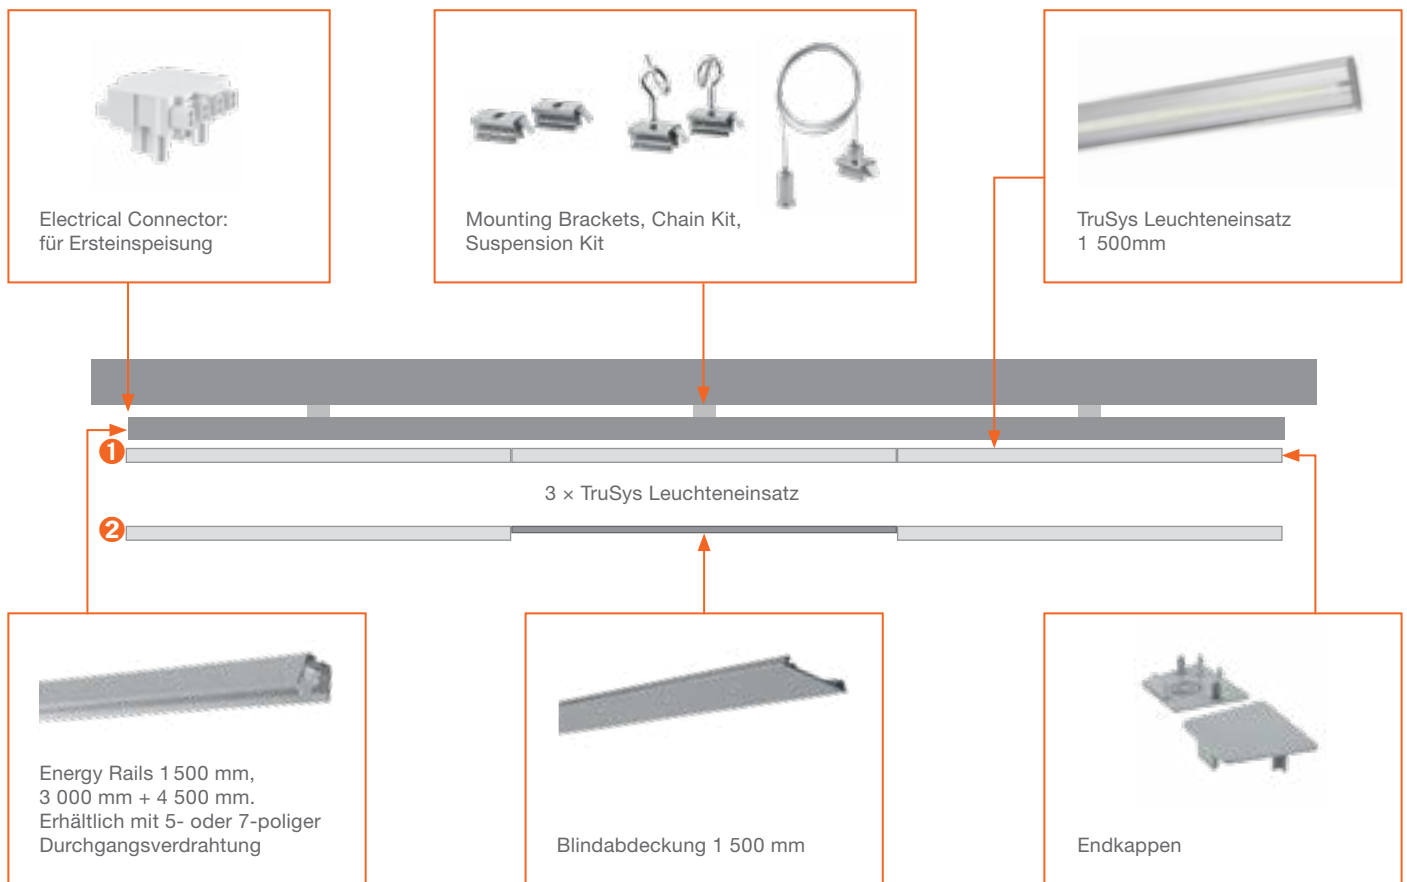 Electrical Connector:
für Ersteinspeisung
Mounting Brackets, Chain Kit,
Suspension Kit
TruSys Leuchteneinsatz
1 500mm
1
3 × TruSys Leuchteneinsatz
2
Energy Rails 1 500 mm,
3 000 mm + 4 500 mm.
Erhältlich mit 5- oder 7-poliger
Durchgangsverdrahtung
Blindabdeckung 1 500 mm
Endkappen